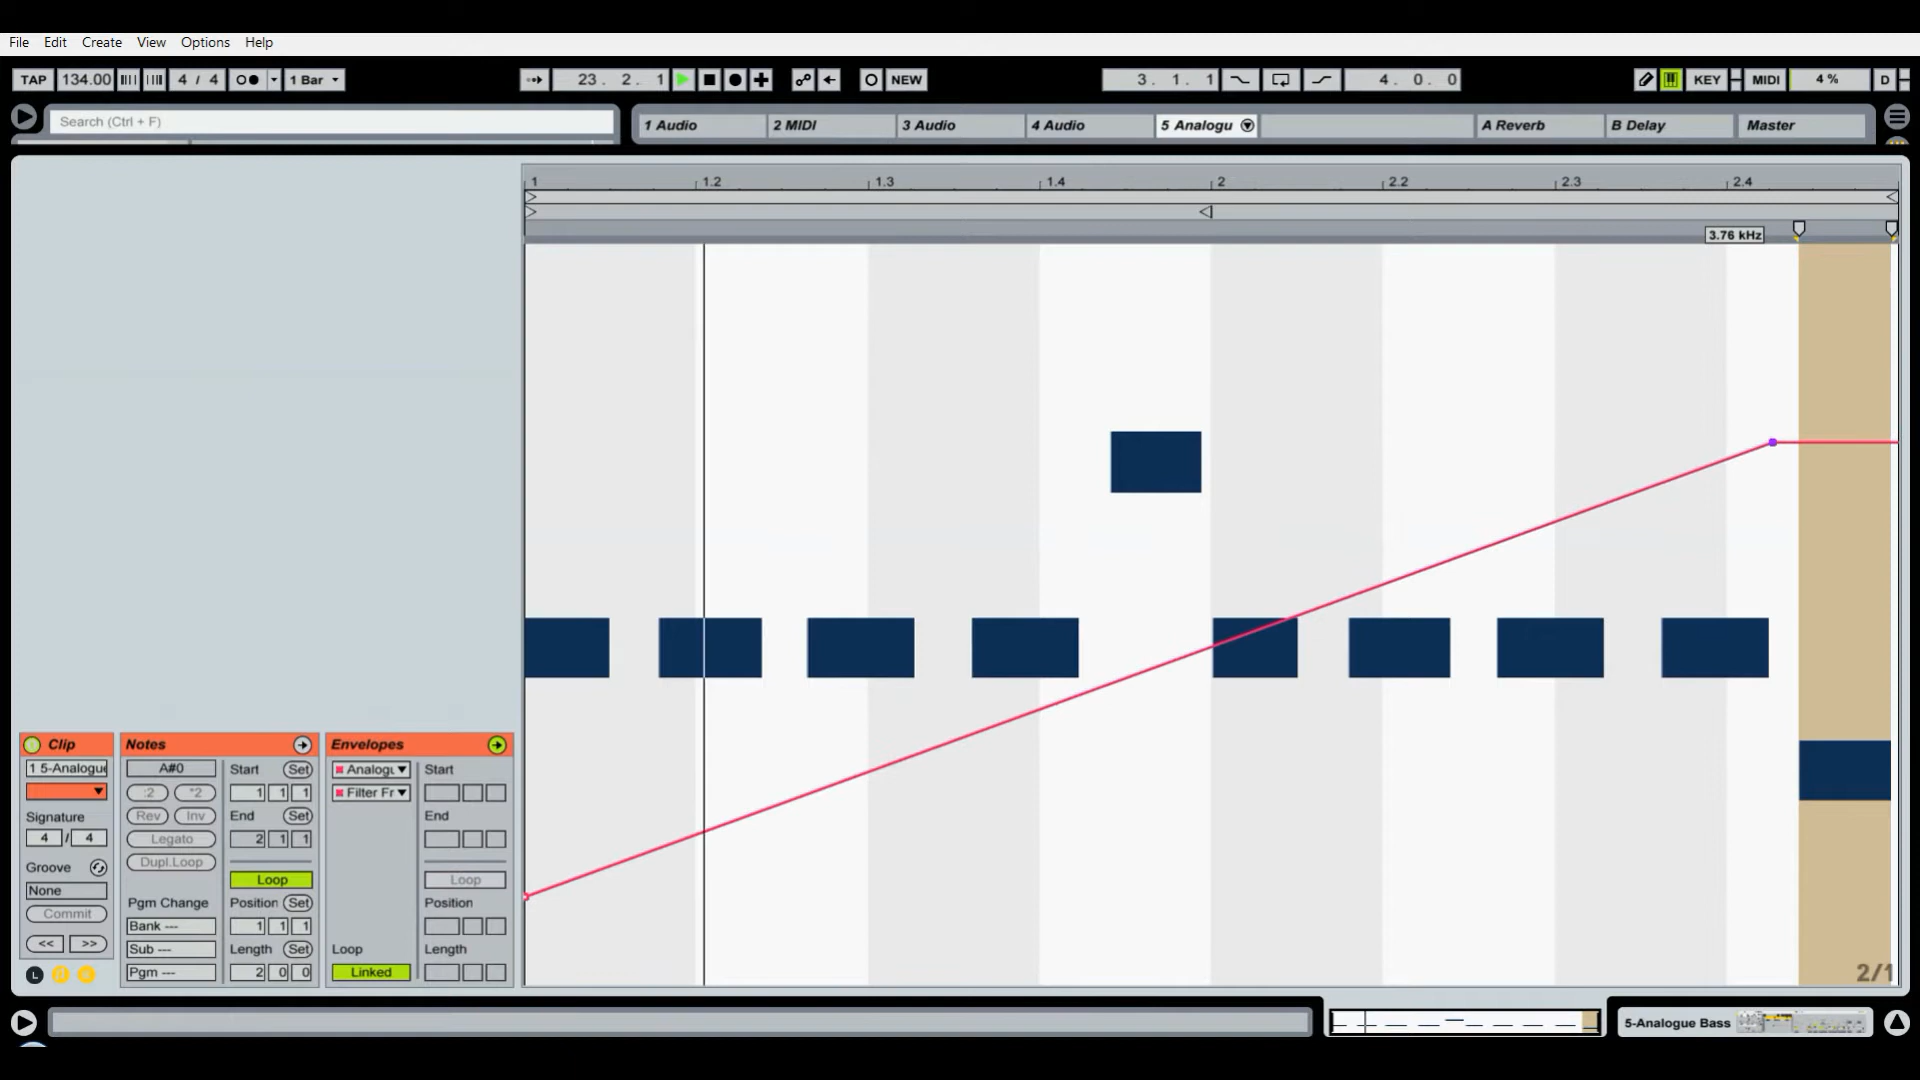 File Edit Create View Options Help
TAP 134.00 4 / 4 1 Bar 23. 2. 1 NEW 3. 1. 1 4. 0. 0 KEY MIDI 4 % D
Search (Ctrl + F) 1 Audio 2 MIDI 3 Audio 4 Audio 5 Analogu A Reverb B Delay Master
1 1.2 1.3 1.4 2 2.2 2.3 2.4
3.76 kHz
Clip Notes Envelopes
1 5-Analogue A#0 Start Set Analogu Start
:2 *2 1 1 1 Filter Fr
Signature Rev Inv End Set End
4 / 4 Legato 2 1 1
Groove Dupl.Loop
None Loop Loop
Commit Pgm Change Position Set Position
Bank --- 1 1 1
<< >> Sub --- Length Set Loop Length
L Pgm --- 2 0 0 Linked
2/1
5-Analogue Bass